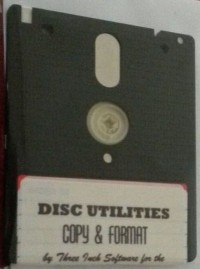 DISC UTILITIES
COPY & FORMAT
by Three Inch Software for the